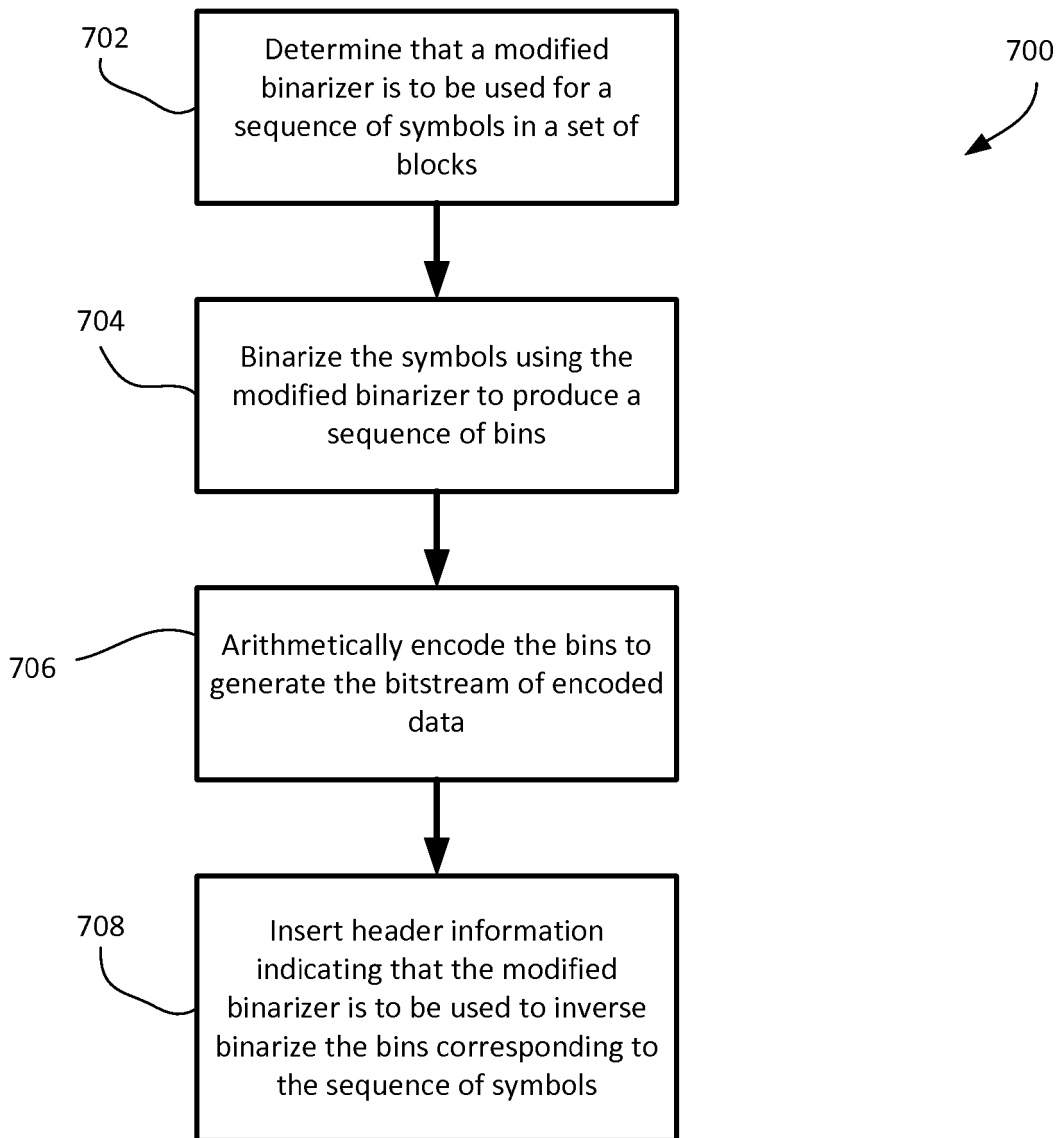 702
Determine that a modified
binarizer is to be used for a
sequence of symbols in a set of
blocks
700
704
Binarize the symbols using the
modified binarizer to produce a
sequence of bins
706
Arithmetically encode the bins to
generate the bitstream of encoded
data
708
Insert header information
indicating that the modified
binarizer is to be used to inverse
binarize the bins corresponding to
the sequence of symbols